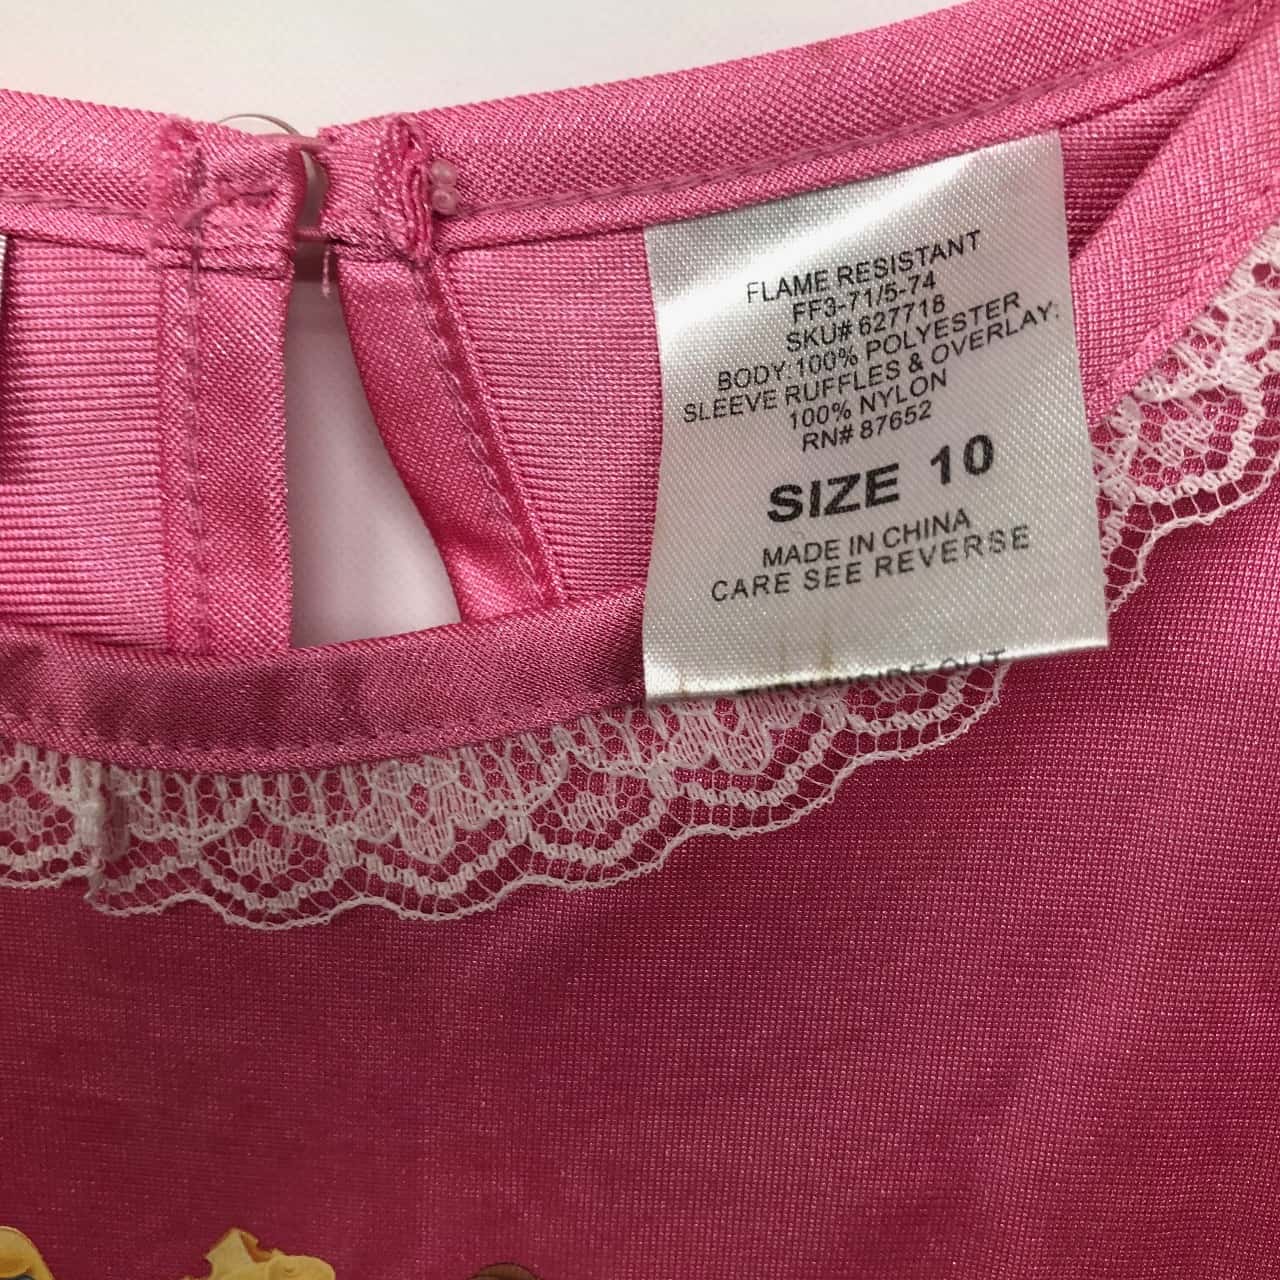 FLAME RESISTANT
FF3-71/5-74
SKU# 627718
BODY:100% POLYESTER
SLEEVE RUFFLES & OVERLAY:
100% NYLON
RN# 87652
SIZE 10
MADE IN CHINA
CARE SEE REVERSE
OUT